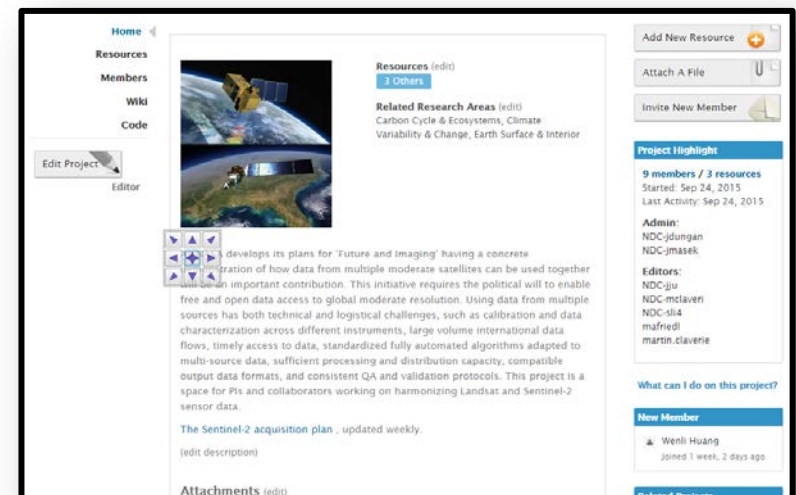 Home
Resources
Members
Wiki
Code
Edit Project
Editor
Resources (edit)
3 Others
Related Research Areas (edit)
Carbon Cycle & Ecosystems, Climate
Variability & Change, Earth Surface & Interior
develops its plans for 'Future and Imaging' having a concrete
of how data from multiple moderate satellites can be used together
important contribution. This initiative requires the political will to enable
free and open data access to global moderate resolution. Using data from multiple
sources has both technical and logistical challenges, such as calibration and data
characterization across different instruments, large volume international data
flows, timely access to data, standardized fully automated algorithms adapted to
multi-source data, sufficient processing and distribution capacity, compatible
output data formats, and consistent QA and validation protocols. This project is a
space for PIs and collaborators working on harmonizing Landsat and Sentinel-2
sensor data.
The Sentinel-2 acquisition plan , updated weekly.
(edit description)
Attachments (edit)
Add New Resource
Attach A File
Invite New Member
Project Highlight
9 members / 3 resources
Started: Sep 24, 2015
Last Activity: Sep 24, 2015
Admin:
NDC-jdungan
NDC-jmasek
Editors:
NDC-jju
NDC-mclaveri
NDC-sli4
mafriedl
martin.claverie
What can I do on this project?
New Member
Wenli Huang
Joined 1 week, 2 days ago
Related Projects